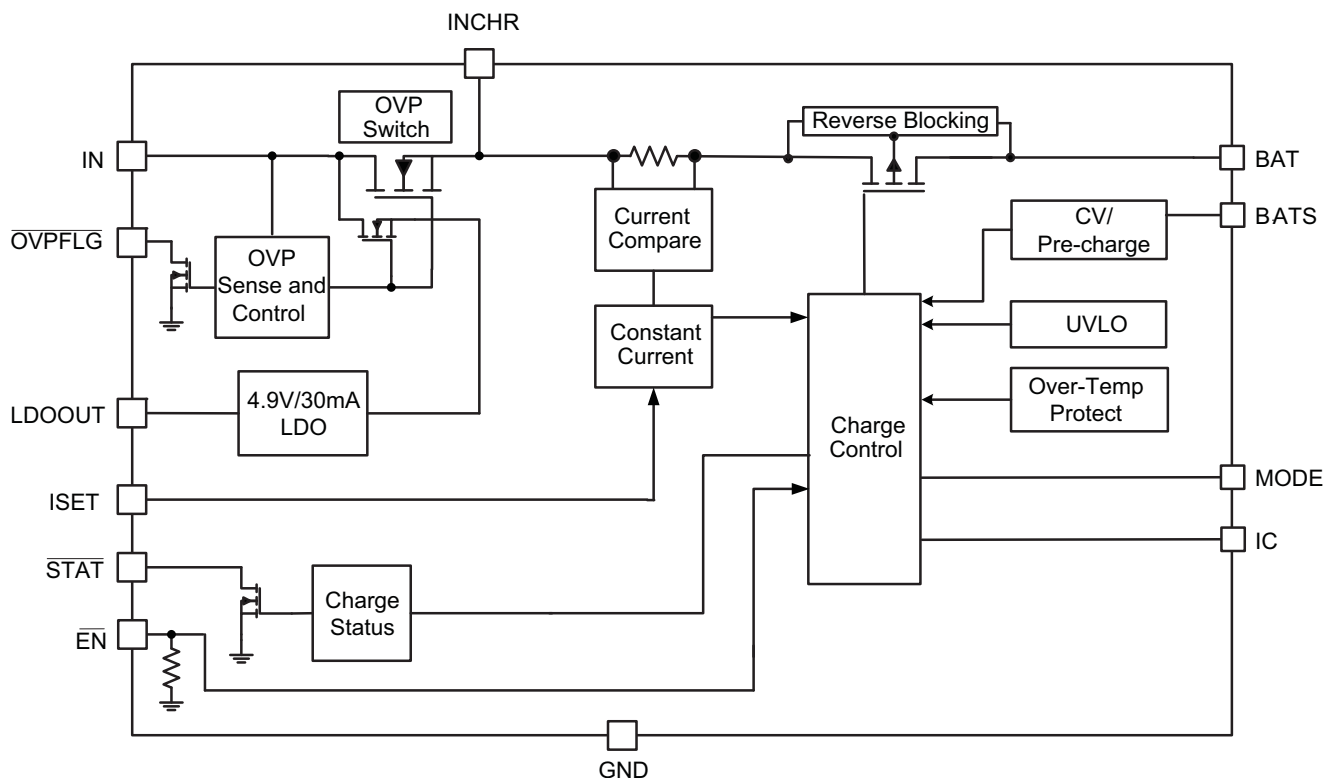 INCHR
OVP
Switch
Reverse Blocking
IN
BAT
OVPFLG
OVP
Sense and
Control
Current
Compare
CV/
Pre-charge
BATS
Constant
Current
UVLO
LDOOUT
4.9V/30mA
LDO
Over-Temp
Protect
Charge
Control
ISET
MODE
STAT
IC
Charge
Status
EN
GND